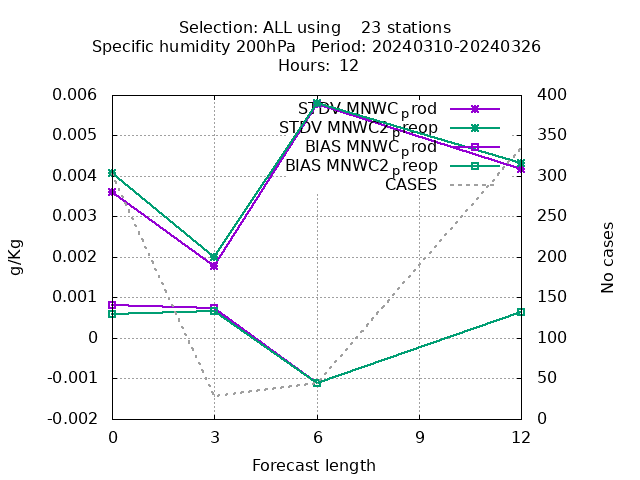 Selection: ALL using    23 stations
Specific humidity 200hPa   Period: 20240310-20240326
Hours: 12
0.006
0.005
0.004
0.003
0.002
0.001
0
-0.001
-0.002
400
350
300
250
200
150
100
50
0
STDV MNWC_prod
STDV MNWC2_preop
BIAS MNWC_prod
BIAS MNWC2_preop
CASES
g/Kg
No cases
0 3 6 9 12
Forecast length